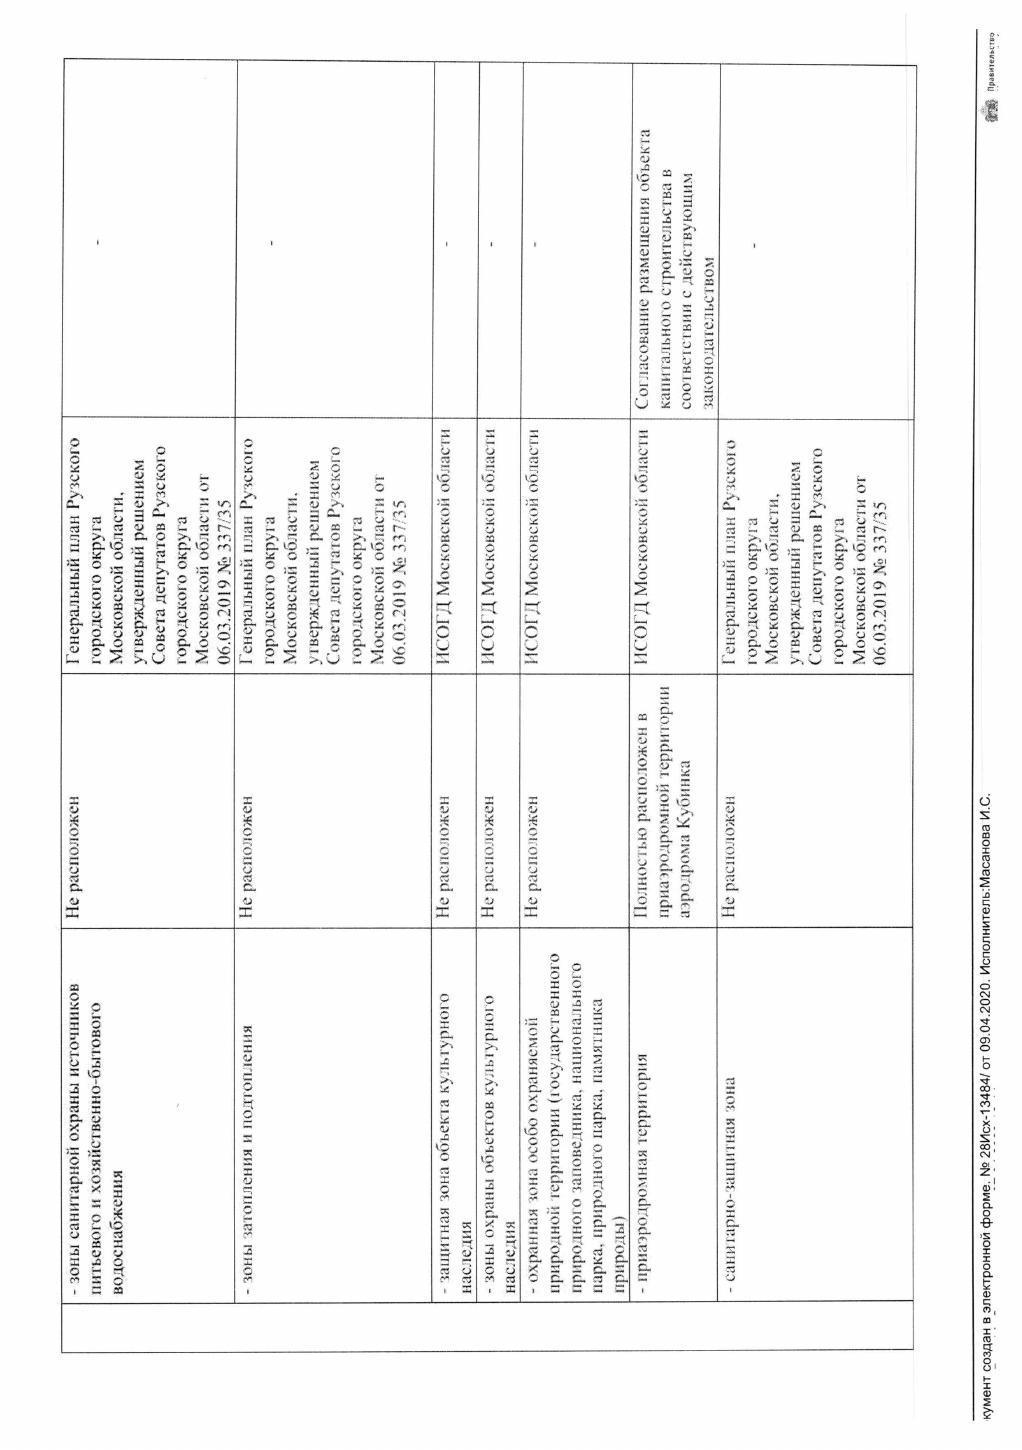 - зоны санитарной охраны источников
питьевого и хозяйственно-бытового
водоснабжения
Не расположен
Генеральный план Рузского
городского округа
Московской области,
утвержденный решением
Совета депутатов Рузского
городского округа
Московской области от
06.03.2019 № 337/35
-
- зоны затопления и подтопления
Не расположен
Генеральный план Рузского
городского округа
Московской области,
утвержденный решением
Совета депутатов Рузского
городского округа
Московской области от
06.03.2019 № 337/35
-
- защитная зона объекта культурного
наследия
Не расположен
ИСОГД Московской области
-
- зоны охраны объектов культурного
наследия
Не расположен
ИСОГД Московской области
-
- охранная зона особо охраняемой
природной территории (государственного
природного заповедника, национального
парка, природного парка, памятника
природы)
Не расположен
ИСОГД Московской области
-
- приаэродромная территория
Полностью расположен в
приаэродромной территории
аэродрома Кубинка
ИСОГД Московской области
Согласование размещения объекта
капитального строительства в
соответствии с действующим
законодательством
- санитарно-защитная зона
Не расположен
Генеральный план Рузского
городского округа
Московской области,
утвержденный решением
Совета депутатов Рузского
городского округа
Московской области от
06.03.2019 № 337/35
-
кумент создан в электронной форме. № 28Исх-13484/ от 09.04.2020. Исполнитель:Масанова И.С.
Правительство